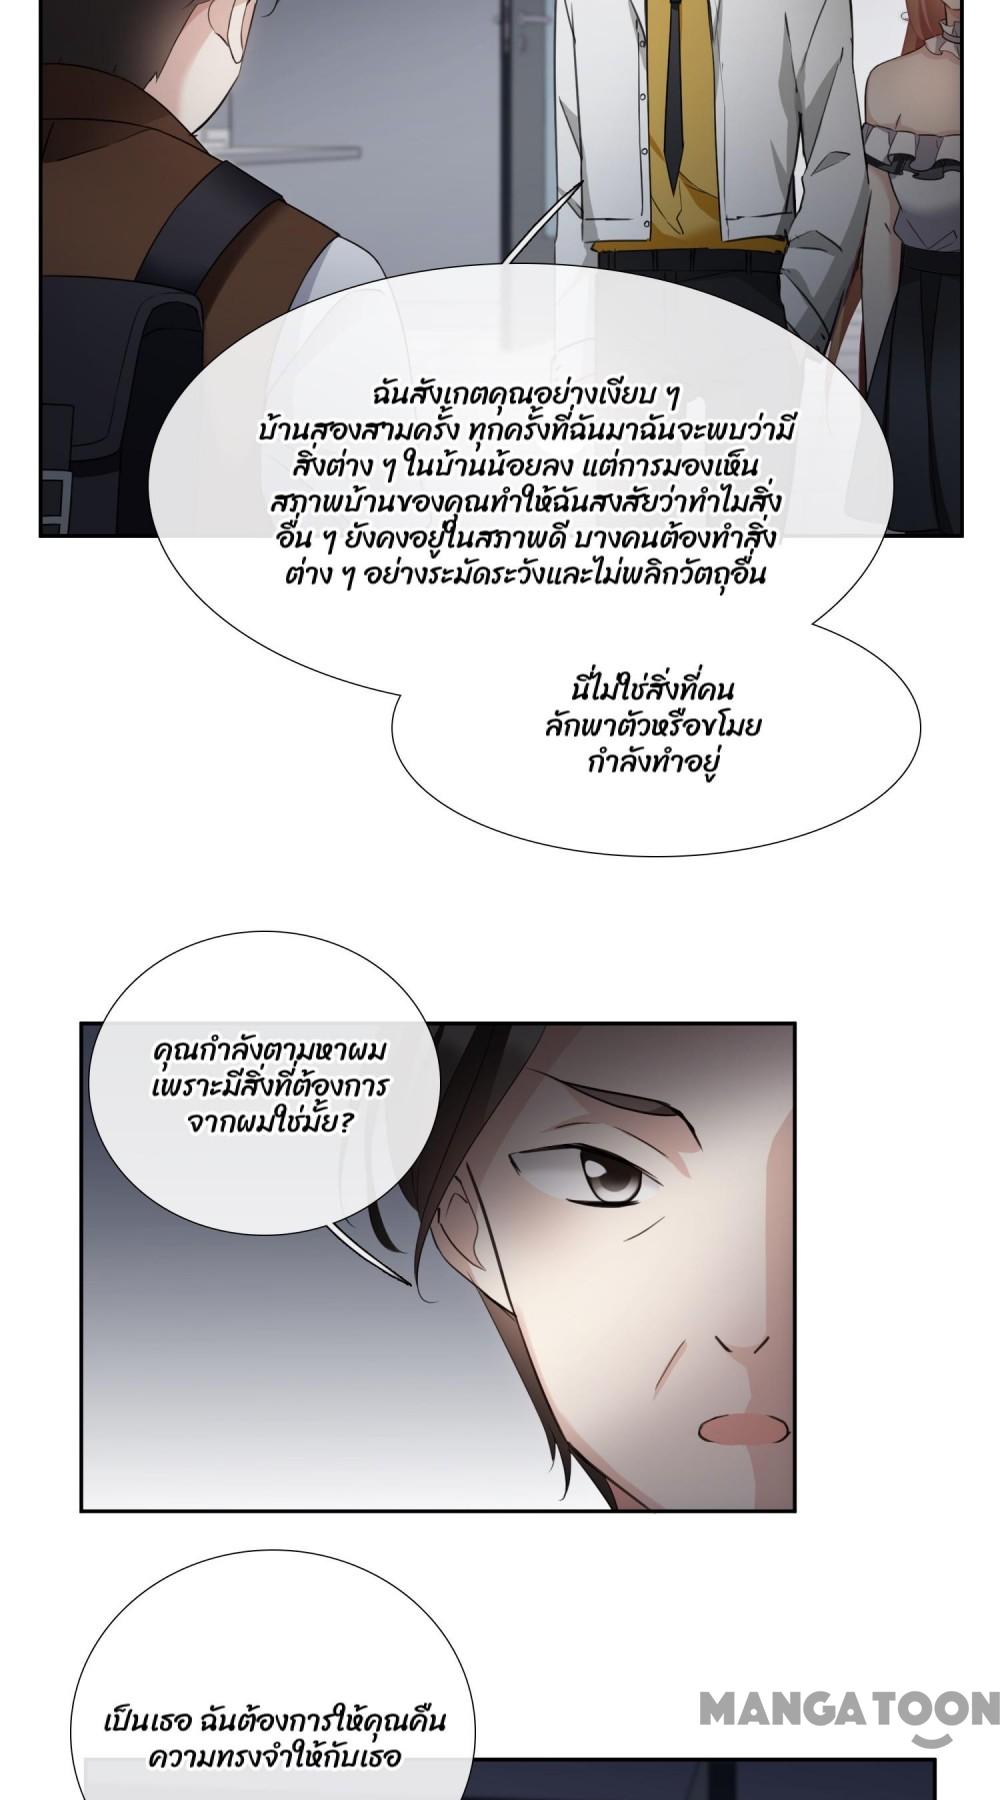 ฉันสังเกตคุณอย่างเงียบ ๆ
บ้านสองสามครั้ง ทุกครั้งที่ฉันมาฉันจะพบว่ามี
สิ่งต่าง ๆ ในบ้านน้อยลง แต่การมองเห็น
สภาพบ้านของคุณทำให้ฉันสงสัยว่าทำไมสิ่ง
อื่น ๆ ยังคงอยู่ในสภาพดี บางคนต้องทำสิ่ง
ต่าง ๆ อย่างระมัดระวังและไม่พลิกวัตถุอื่น
นี่ไม่ใช่สิ่งที่คน
ลักพาตัวหรือขโมย
กำลังทำอยู่
คุณกำลังตามหาผม
เพราะมีสิ่งที่ต้องการ
จากผมใช่มั้ย?
เป็นเธอ ฉันต้องการให้คุณคืน
ความทรงจำให้กับเธอ
MANGATOON